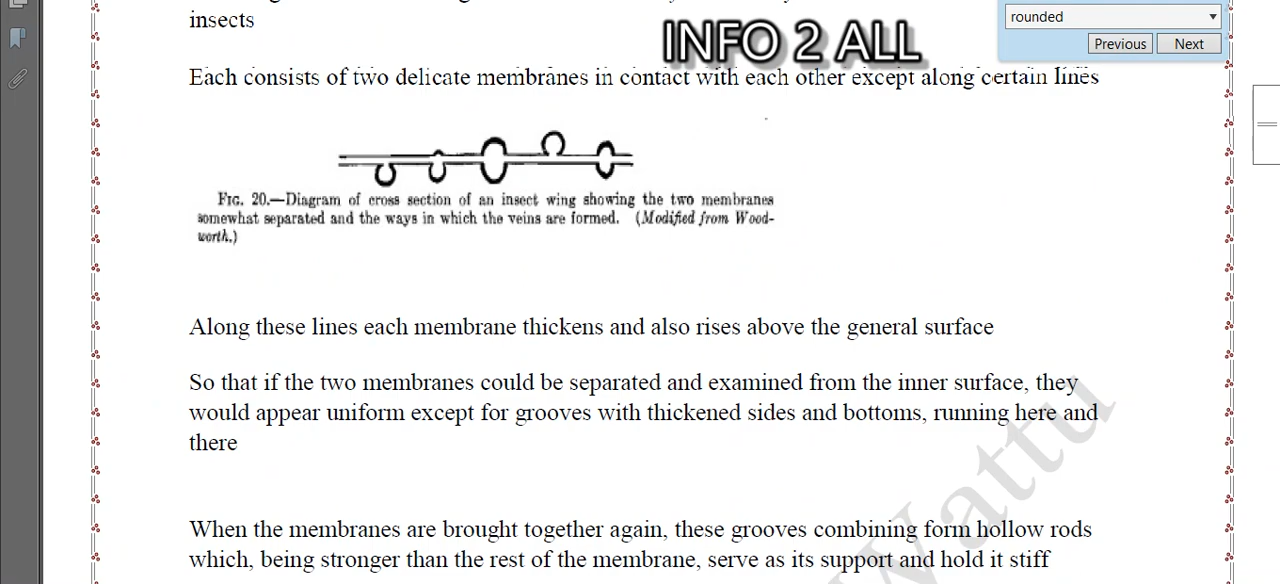 insects
INFO 2 ALL
rounded
Previous Next
Each consists of two delicate membranes in contact with each other except along certain lines
FIG. 20.—Diagram of cross section of an insect wing showing the two membranes
somewhat separated and the ways in which the veins are formed. (Modified from Wood-
worth.)
Along these lines each membrane thickens and also rises above the general surface
So that if the two membranes could be separated and examined from the inner surface, they
would appear uniform except for grooves with thickened sides and bottoms, running here and
there
Wattu
When the membranes are brought together again, these grooves combining form hollow rods
which, being stronger than the rest of the membrane, serve as its support and hold it stiff